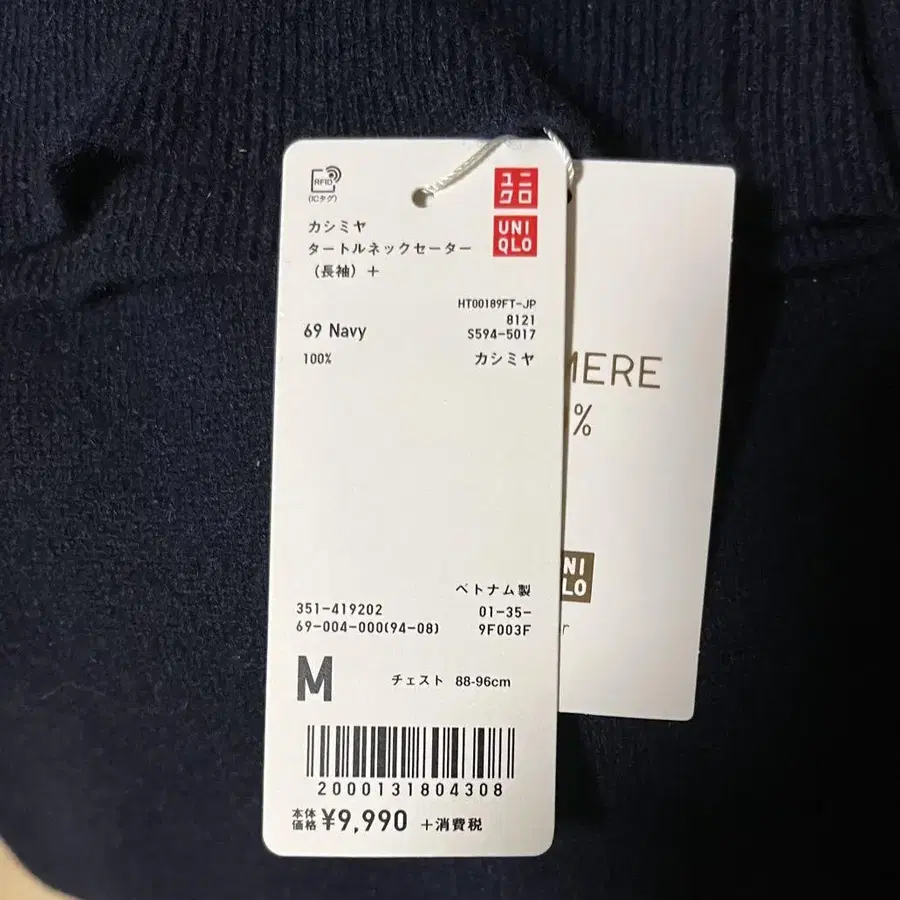 RFID
(ICタグ)
ユニ
クロ
UNI
QLO
カシミヤ
タートルネックセーター
（長袖）＋
HT00189FT-JP
8121
69 Navy
S594-5017
100%
カシミヤ
ベトナム製
351-419202
01-35-
69-004-000(94-08)
9F003F
M
チェスト 88-96cm
2000131804308
本体
価格 ¥9,990 +消費税
MERE
%
NI
LO
r